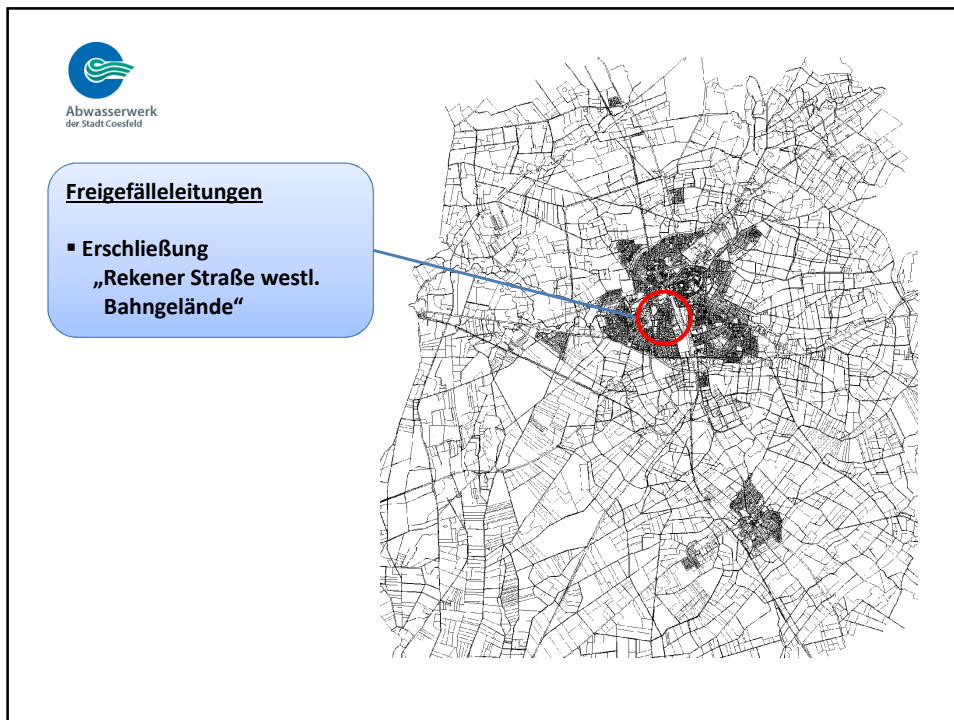 Abwasserwerk
der Stadt Coesfeld
Freigefälleleitungen
▪ Erschließung
„Rekener Straße westl.
Bahngelände“